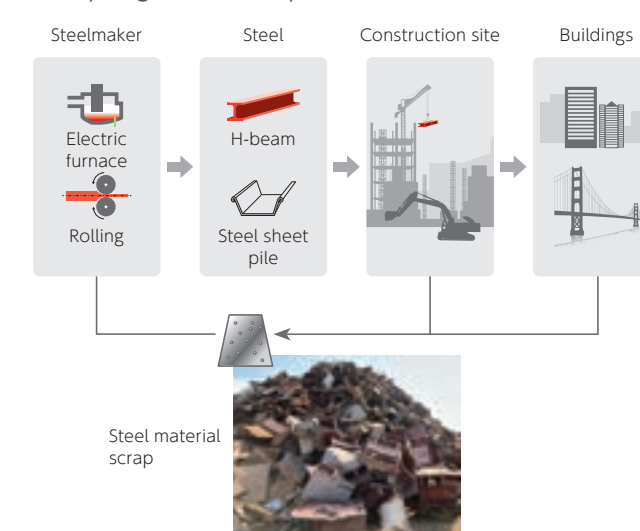 Steelmaker
Steel
Construction site
Buildings
Electric
furnace
Rolling
H-beam
Steel sheet
pile
Steel material
scrap